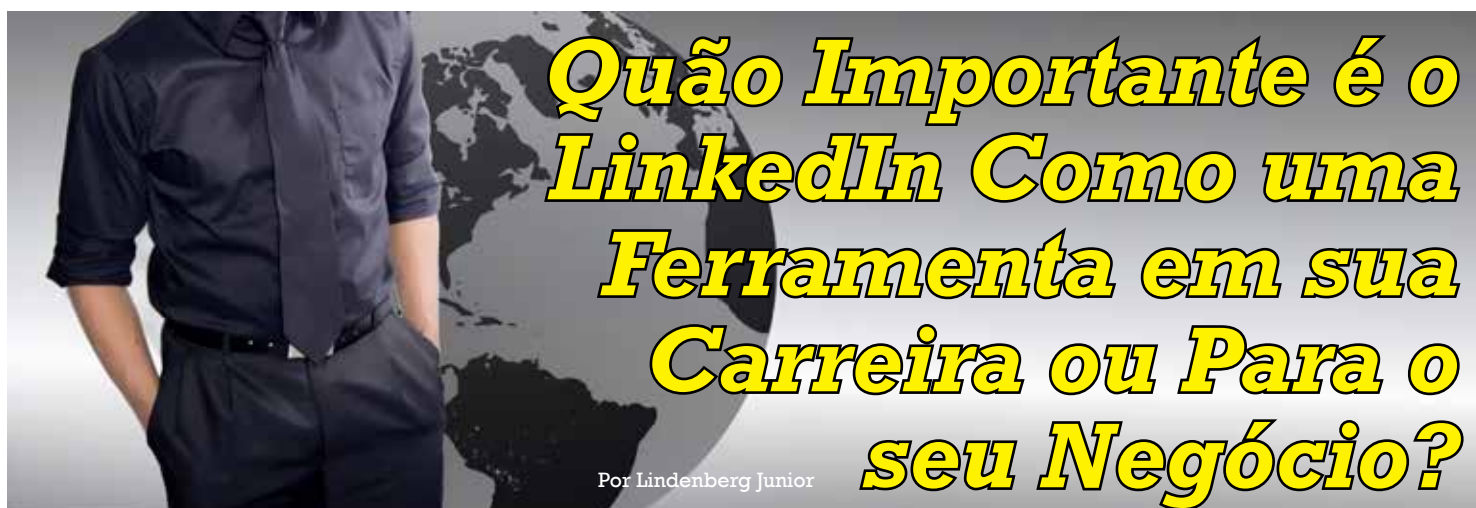 Quão Importante é o
LinkedIn Como uma
Ferramenta em sua
Carreira ou Para o
seu Negócio?
Por Lindenberg Junior